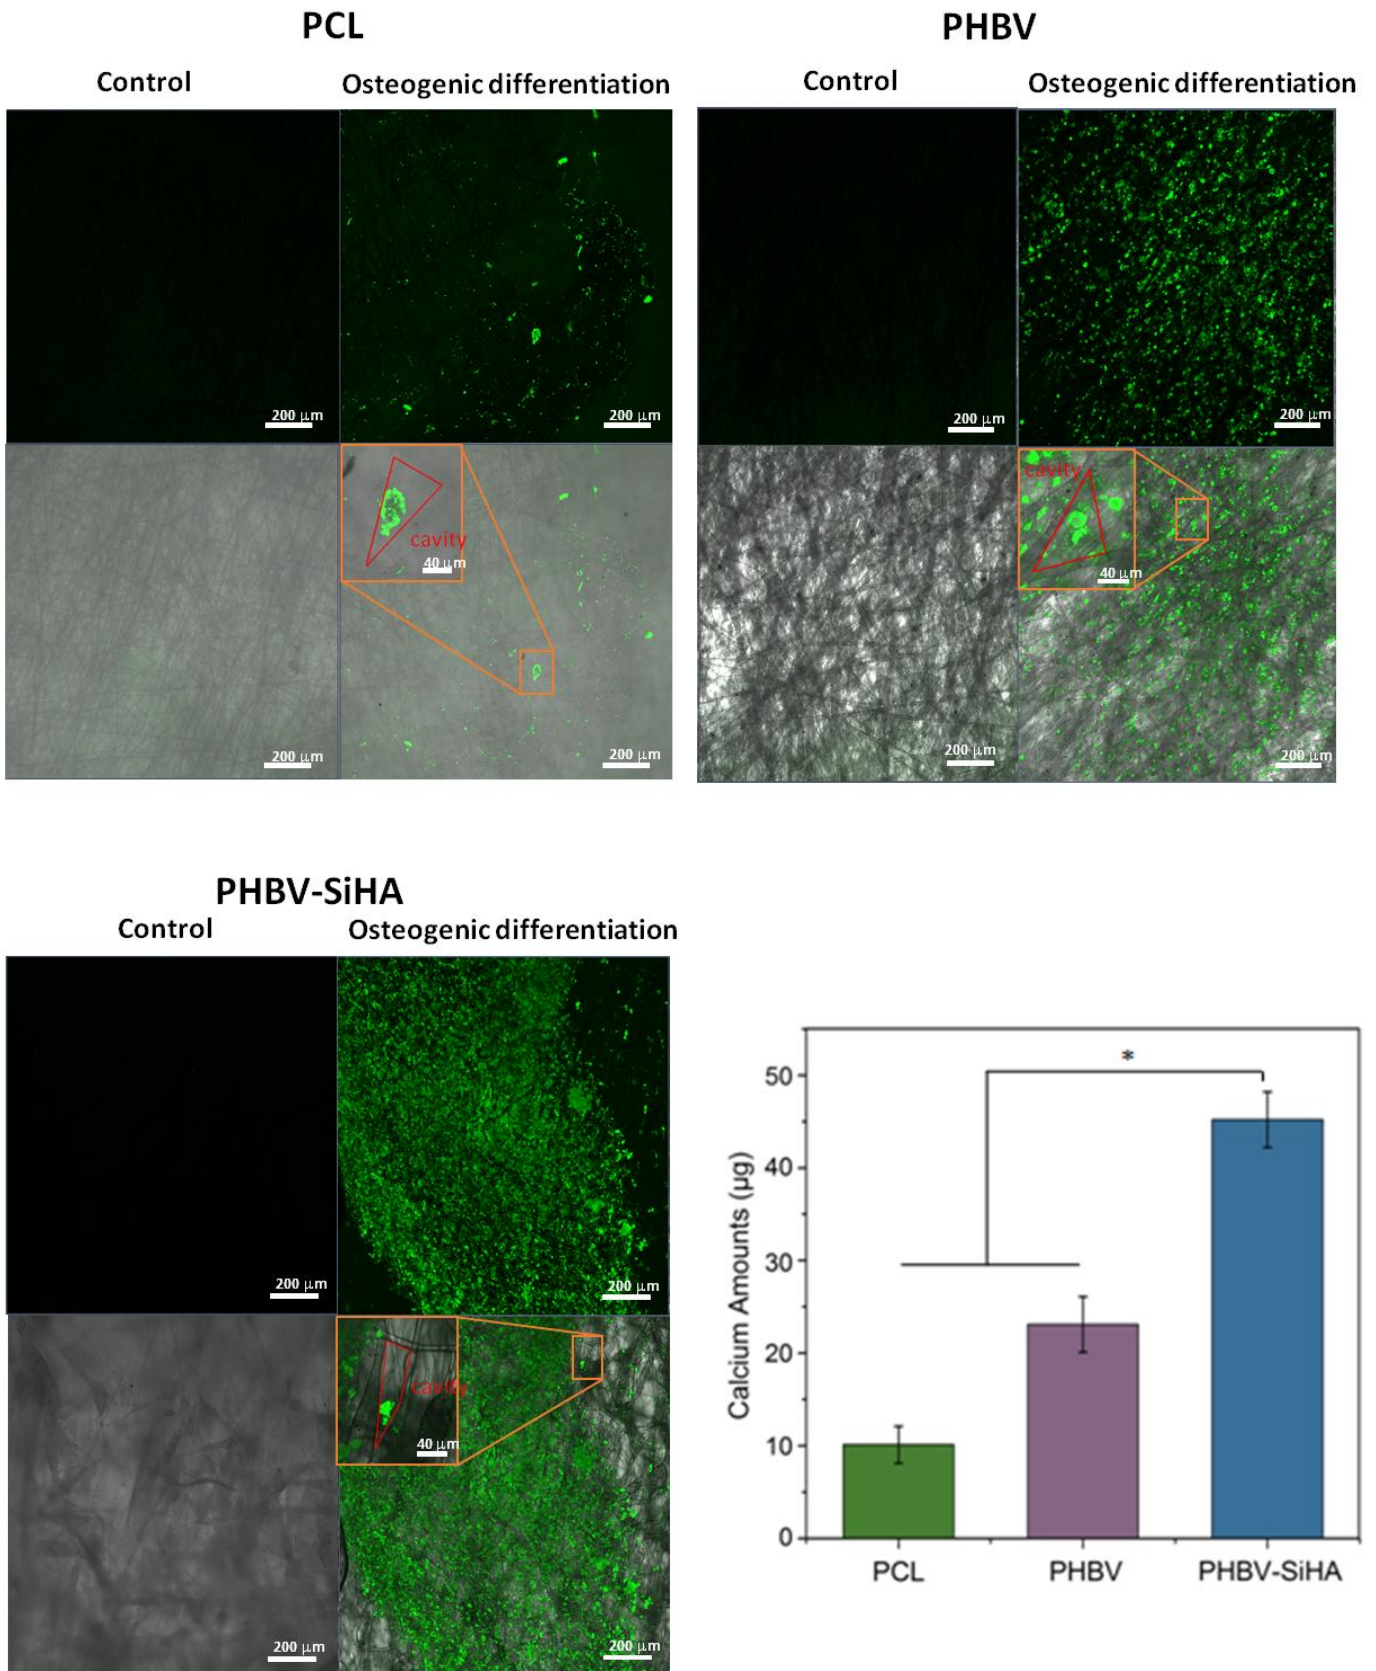 PCL
Control
Osteogenic differentiation
200 μm
200 μm
cavity
40 μm
200 μm
200 μm
PHBV
Control
Osteogenic differentiation
200 μm
200 μm
cavity
40 μm
200 μm
200 μm
PHBV-SiHA
Control
Osteogenic differentiation
200 μm
200 μm
cavity
40 μm
200 μm
200 μm
*
Calcium Amounts (μg)
50
40
30
20
10
0
PCL
PHBV
PHBV-SiHA